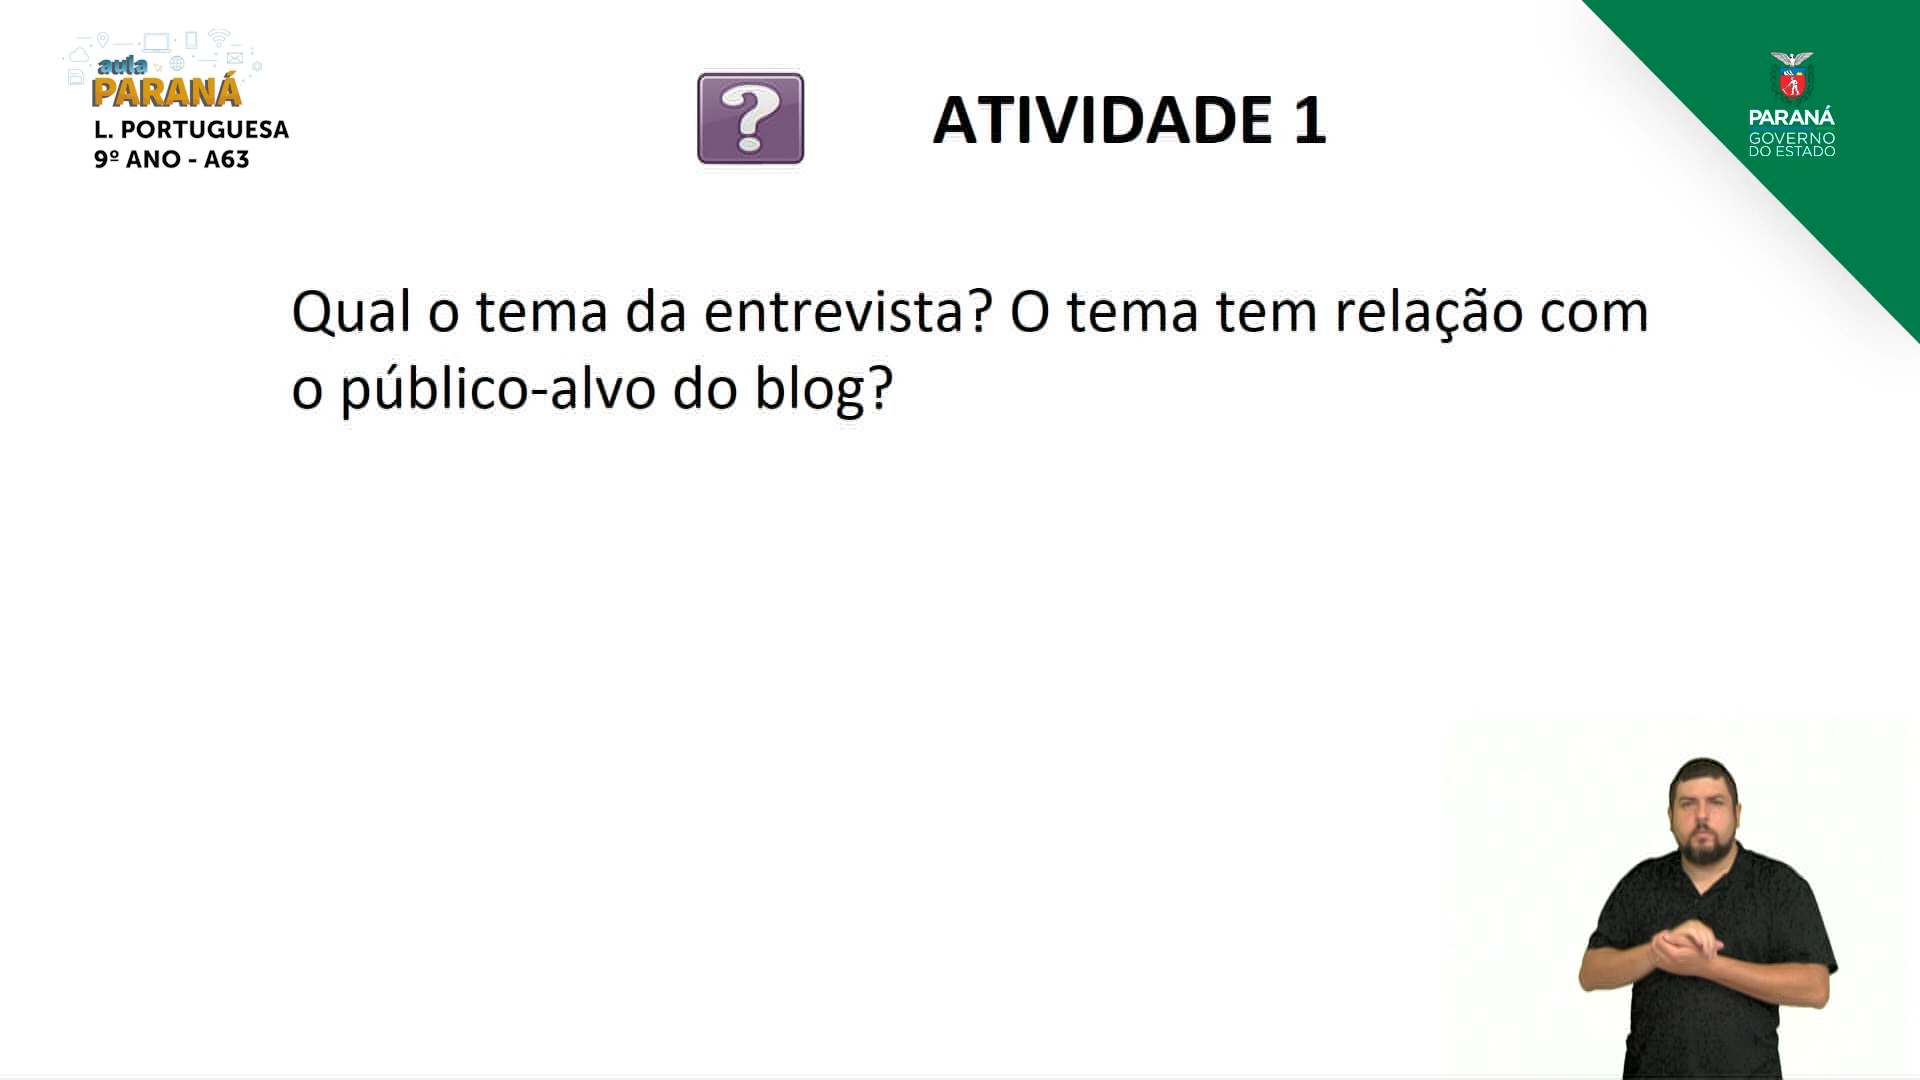 aula
PARANÁ
L. PORTUGUESA
9º ANO - A63
?
ATIVIDADE 1
PARANÁ
GOVERNO
DO ESTADO
Qual o tema da entrevista? O tema tem relação com
o público-alvo do blog?